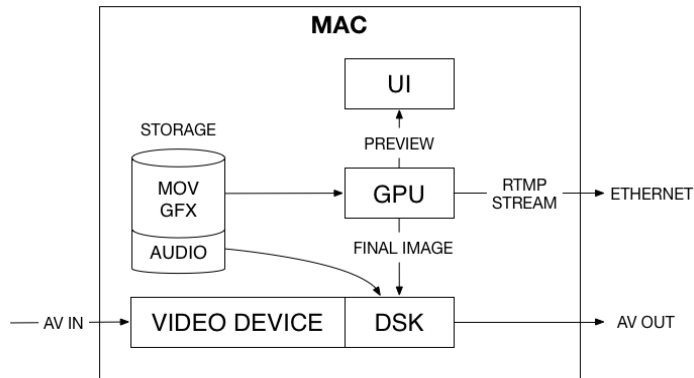 MAC
UI
STORAGE
PREVIEW
MOV
GFX
GPU
RTMP
STREAM
ETHERNET
AUDIO
FINAL IMAGE
AV IN
VIDEO DEVICE
DSK
AV OUT